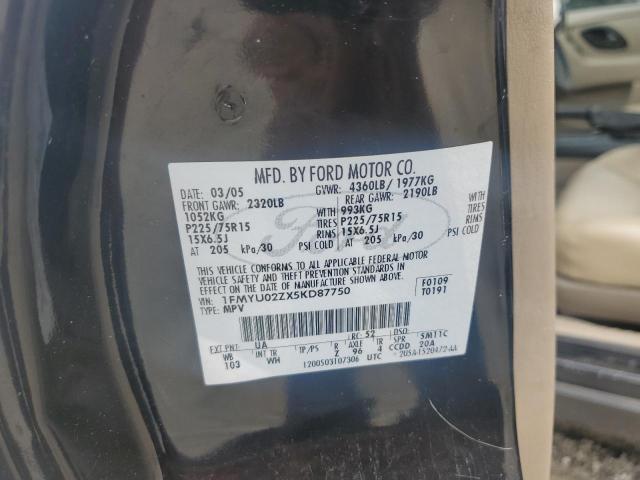 MFD. BY FORD MOTOR CO.
DATE: 03/05 GVWR: 4360LB/1977KG
FRONT GAWR: 2320LB REAR GAWR: 2190LB
1052KG WITH 993KG WITH
P225/75R15 TIRES P225/75R15 TIRES
15X6.5J RIMS 15X6.5J RIMS
AT 205 kPa/30 PSI COLD AT 205 kPa/30 PSI COLD
THIS VEHICLE CONFORMS TO ALL APPLICABLE FEDERAL MOTOR
VEHICLE SAFETY AND THEFT PREVENTION STANDARDS IN
EFFECT ON THE DATE OF MANUFACTURE SHOWN ABOVE.
VIN: 1FMYU02ZX5KD87750 F0109
TYPE: MPV T0191
EXT PNT: UA RC: 52 DSO:
WB INT TR TP/PS R AXLE TR SPR 5M11C
103 WH Z 96 4 CCDD 20A
1200503107306 UTC
Ford